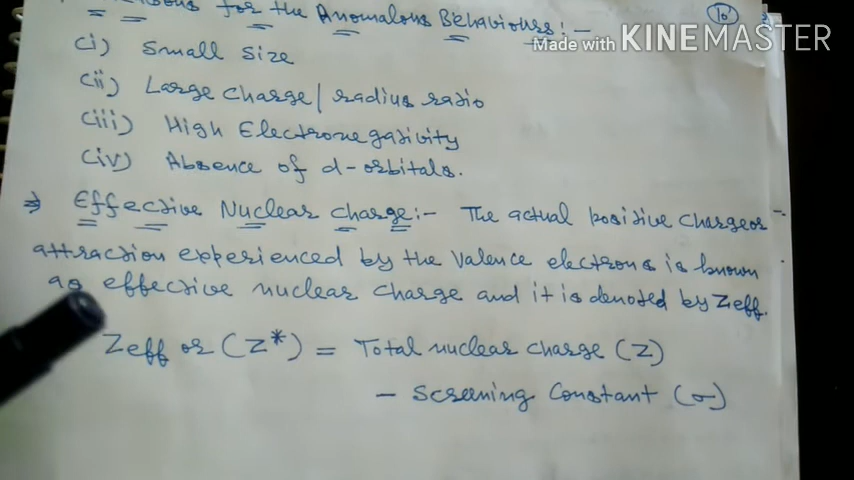 for the Anomalous Behaviours:- 10
Made with KINEMASTER
(i) Small size
(ii) Large charge/radius ratio
(iii) High Electronegativity
(iv) Absence of d-orbitals.
⇒ Effective Nuclear charge:- The actual positive charge or
attraction experienced by the valence electrons is known
as effective nuclear charge and it is denoted by Zeff.
Zeff or (Z*) = Total nuclear charge (Z)
- Screening Constant (σ)